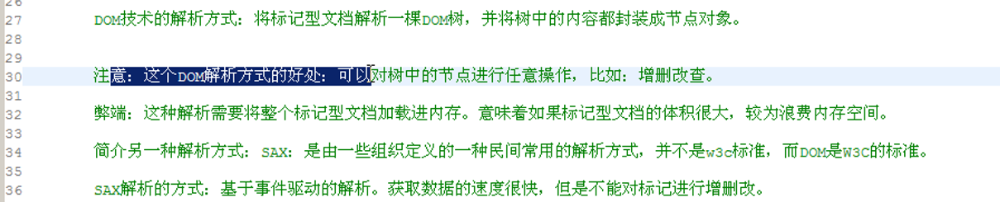 27 DOM技术的解析方式：将标记型文档解析一棵DOM树，并将树中的内容都封装成节点对象。
28
29
30 注意：这个DOM解析方式的好处：可以对树中的节点进行任意操作，比如：增删改查。
31
32 弊端：这种解析需要将整个标记型文档加载进内存。意味着如果标记型文档的体积很大，较为浪费内存空间。
33
34 简介另一种解析方式：SAX：是由一些组织定义的一种民间常用的解析方式，并不是w3c标准，而DOM是W3C的标准。
35
36 SAX解析的方式：基于事件驱动的解析。获取数据的速度很快，但是不能对标记进行增删改。